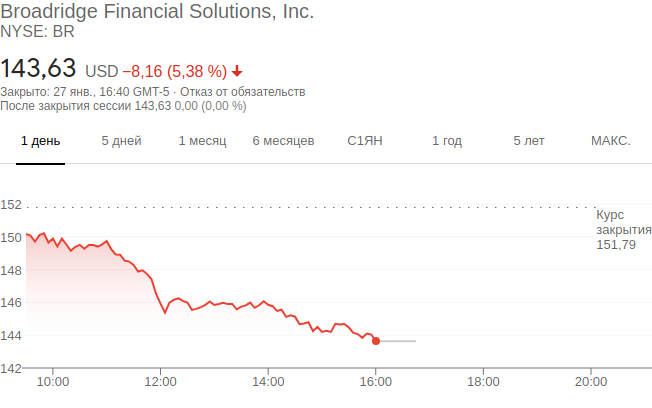 Broadridge Financial Solutions, Inc.
NYSE: BR
143,63 USD −8,16 (5,38 %)
Закрыто: 27 янв., 16:40 GMT-5 · Отказ от обязательств
После закрытия сессии 143,63 0,00 (0,00 %)
1 день 5 дней 1 месяц 6 месяцев С1ЯН 1 год 5 лет МАКС.
152
Курс
закрытия
151,79
150
148
146
144
142
10:00 12:00 14:00 16:00 18:00 20:00